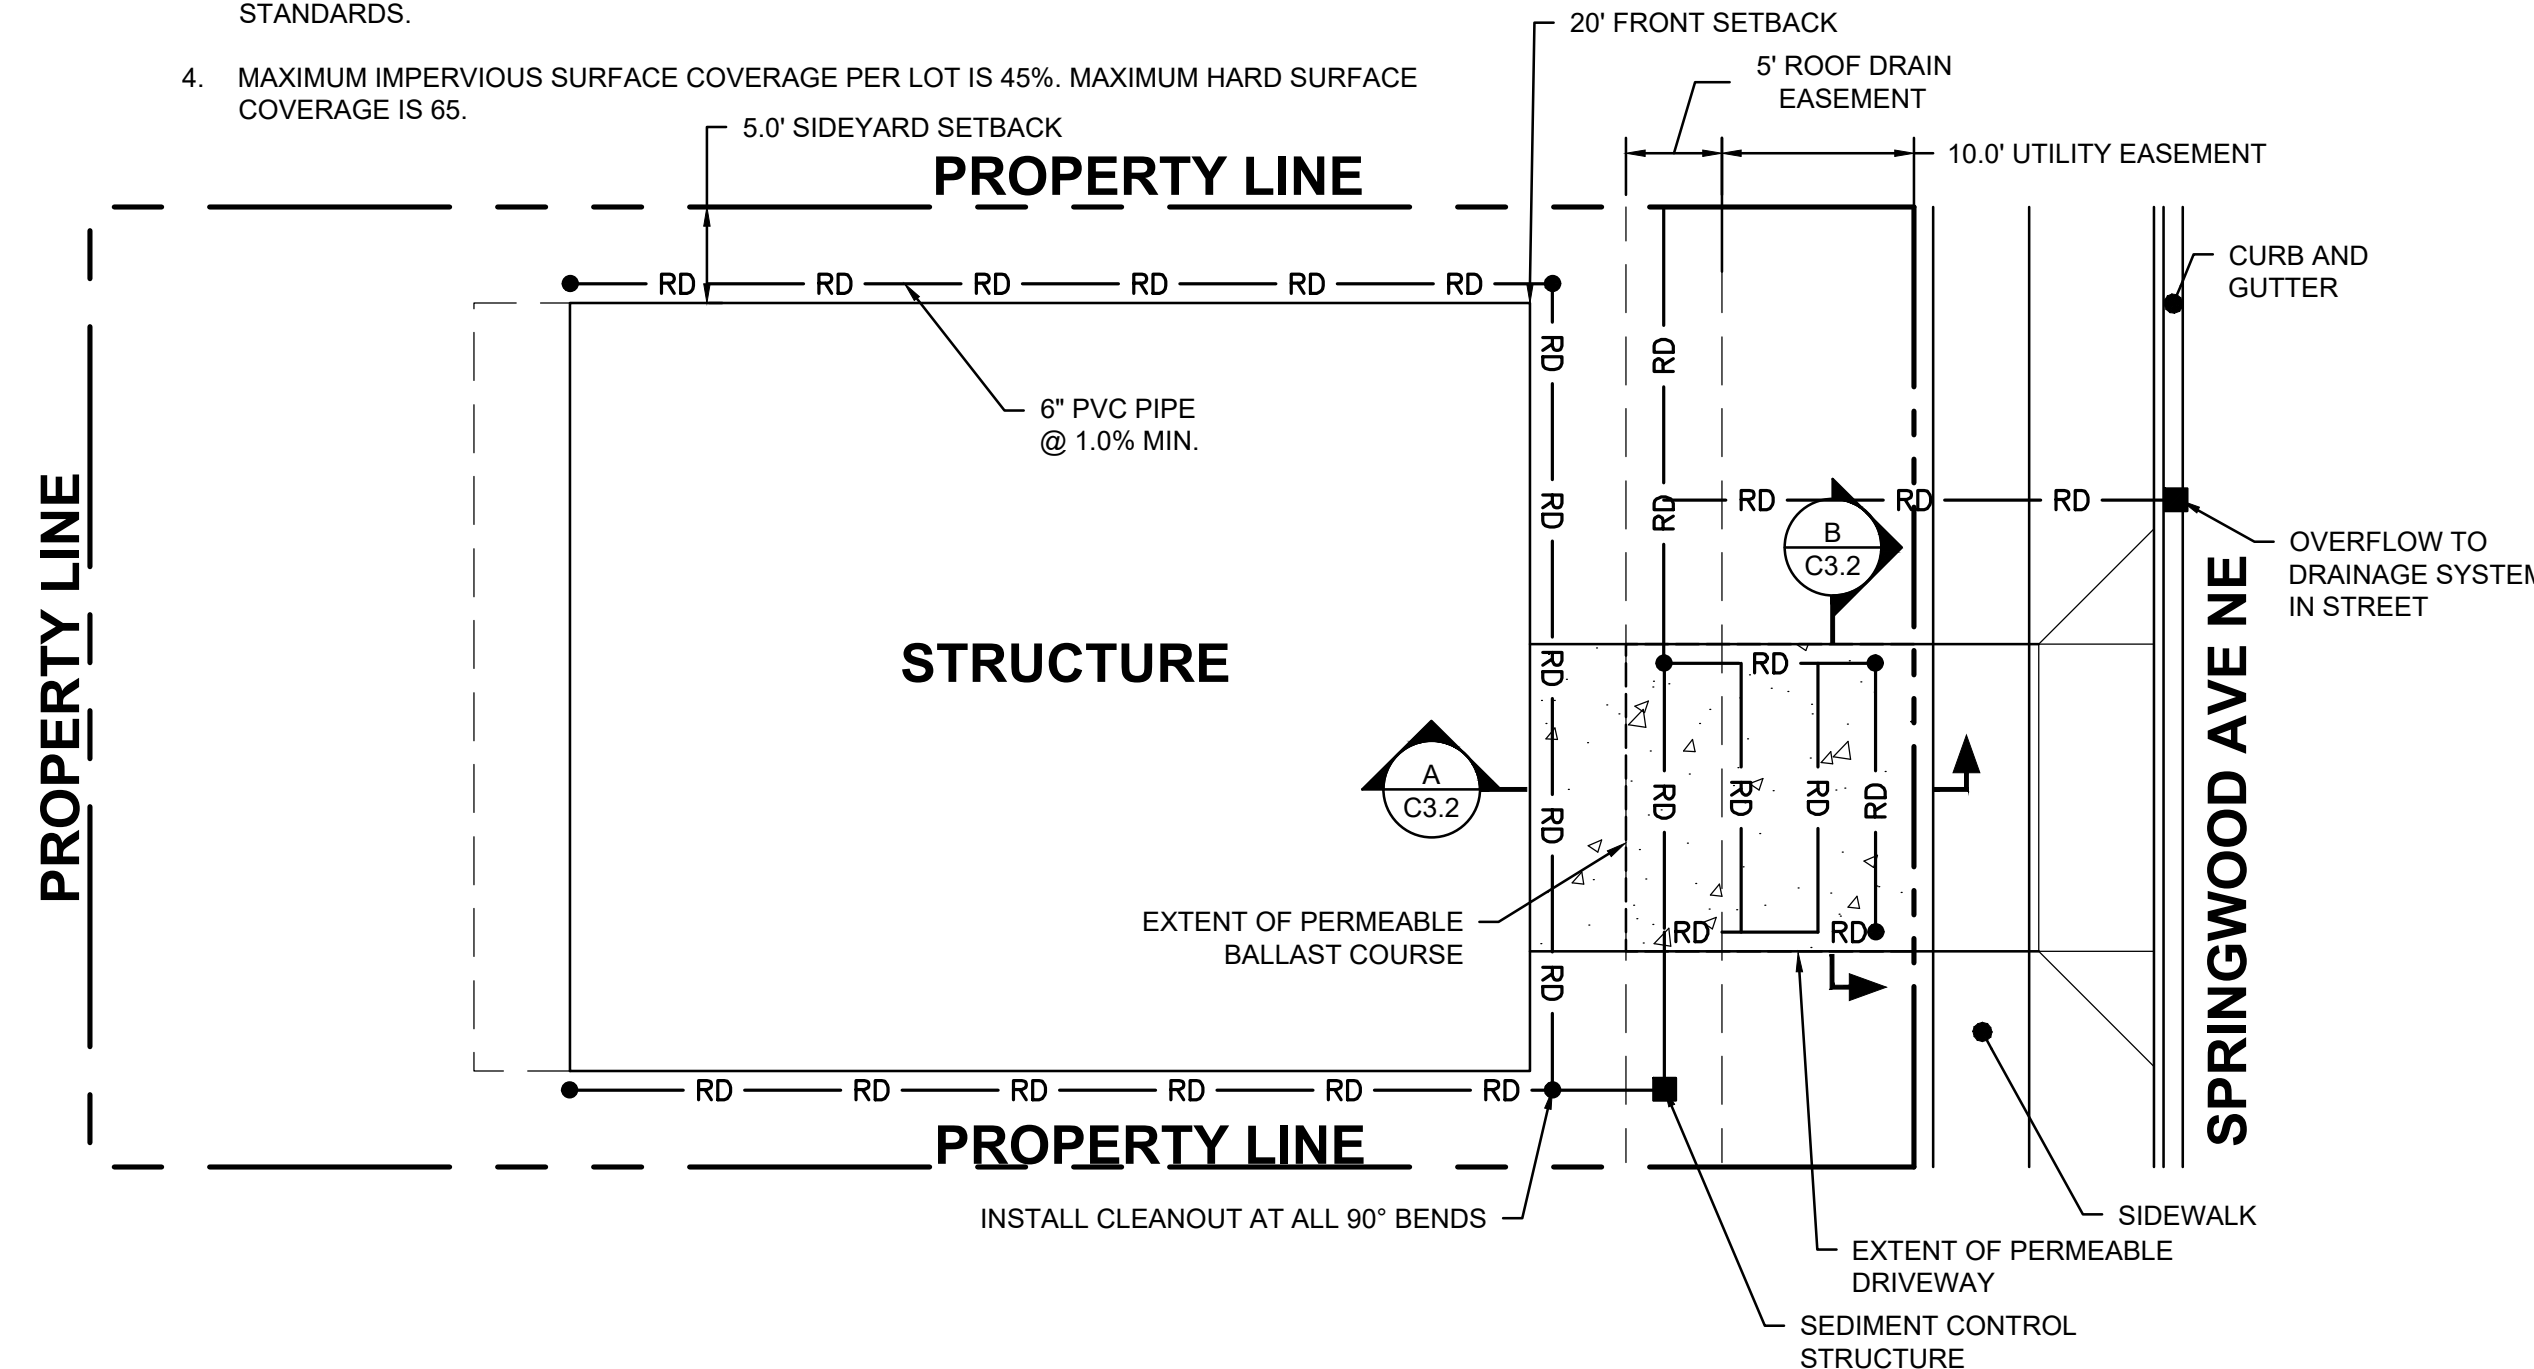 STANDARDS.
4. MAXIMUM IMPERVIOUS SURFACE COVERAGE PER LOT IS 45%. MAXIMUM HARD SURFACE
COVERAGE IS 65.
20' FRONT SETBACK
5' ROOF DRAIN
EASEMENT
5.0' SIDEYARD SETBACK
10.0' UTILITY EASEMENT
PROPERTY LINE
CURB AND
GUTTER
RD RD RD RD RD RD
6" PVC PIPE
@ 1.0% MIN.
RD
RD
RD
RD
RD
RD
RD
RD RD RD
B
C3.2
OVERFLOW TO
DRAINAGE SYSTEM
IN STREET
PROPERTY LINE
STRUCTURE
RD
A
C3.2
RD
RD
RD
RD
RD RD
EXTENT OF PERMEABLE
BALLAST COURSE
SPRINGWOOD AVE NE
RD RD RD RD RD RD
PROPERTY LINE
INSTALL CLEANOUT AT ALL 90° BENDS
SIDEWALK
EXTENT OF PERMEABLE
DRIVEWAY
SEDIMENT CONTROL
STRUCTURE